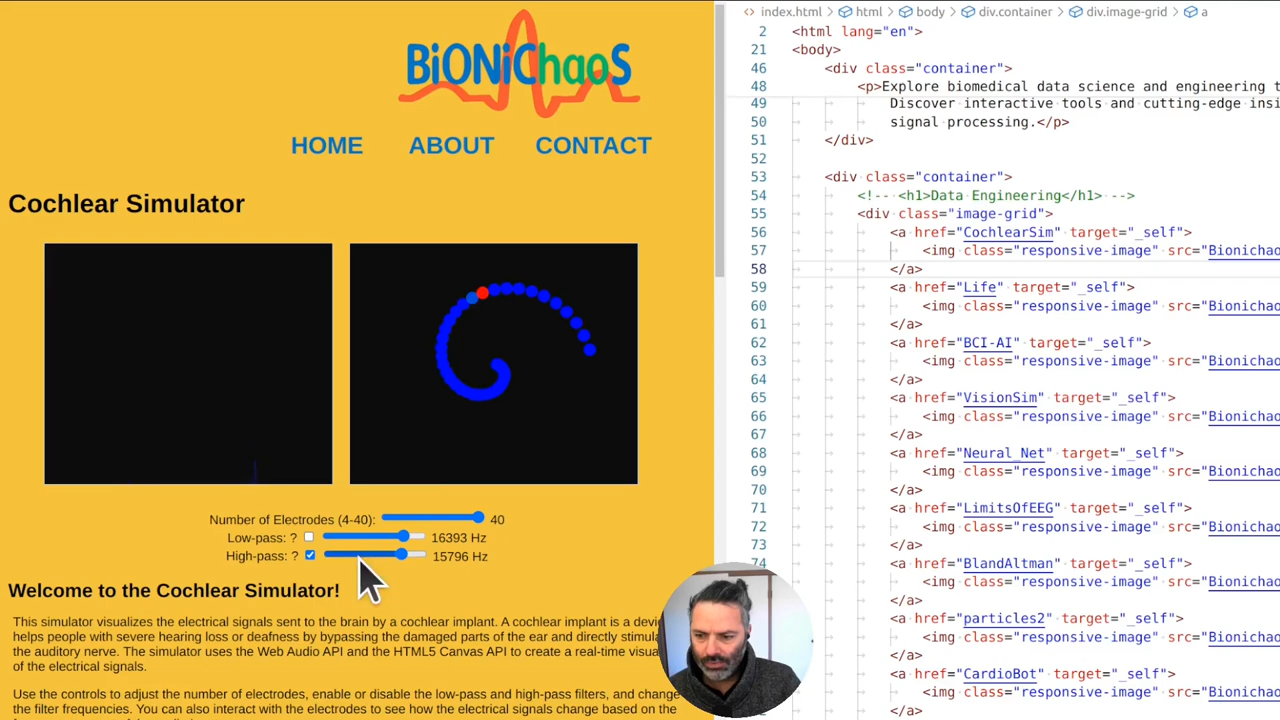 BiONiChaoS
HOME ABOUT CONTACT
Cochlear Simulator
Number of Electrodes (4-40): 40
Low-pass: ? 16393 Hz
High-pass: ? 15796 Hz
Welcome to the Cochlear Simulator!
This simulator visualizes the electrical signals sent to the brain by a cochlear implant. A cochlear implant is a devi
helps people with severe hearing loss or deafness by bypassing the damaged parts of the ear and directly stimula
the auditory nerve. The simulator uses the Web Audio API and the HTML5 Canvas API to create a real-time visua
of the electrical signals.
Use the controls to adjust the number of electrodes, enable or disable the low-pass and high-pass filters, and change
the filter frequencies. You can also interact with the electrodes to see how the electrical signals change based on the
index.html > html > body > div.container > div.image-grid > a
2 <html lang="en">
21 <body>
46 <div class="container">
48 <p>Explore biomedical data science and engineering t
49 Discover interactive tools and cutting-edge insi
50 signal processing.</p>
51 </div>
52
53 <div class="container">
54 <!-- <h1>Data Engineering</h1> -->
55 <div class="image-grid">
56 <a href="CochlearSim" target="_self">
57 <img class="responsive-image" src="Bionichao
58 </a>
59 <a href="Life" target="_self">
60 <img class="responsive-image" src="Bionichao
61 </a>
62 <a href="BCI-AI" target="_self">
63 <img class="responsive-image" src="Bionichao
64 </a>
65 <a href="VisionSim" target="_self">
66 <img class="responsive-image" src="Bionichao
67 </a>
68 <a href="Neural_Net" target="_self">
69 <img class="responsive-image" src="Bionichao
70 </a>
71 <a href="LimitsOfEEG" target="_self">
72 <img class="responsive-image" src="Bionichao
73 </a>
74 <a href="BlandAltman" target="_self">
<img class="responsive-image" src="Bionichao
</a>
<a href="particles2" target="_self">
<img class="responsive-image" src="Bionichao
</a>
<a href="CardioBot" target="_self">
<img class="responsive-image" src="Bionichao
</a>